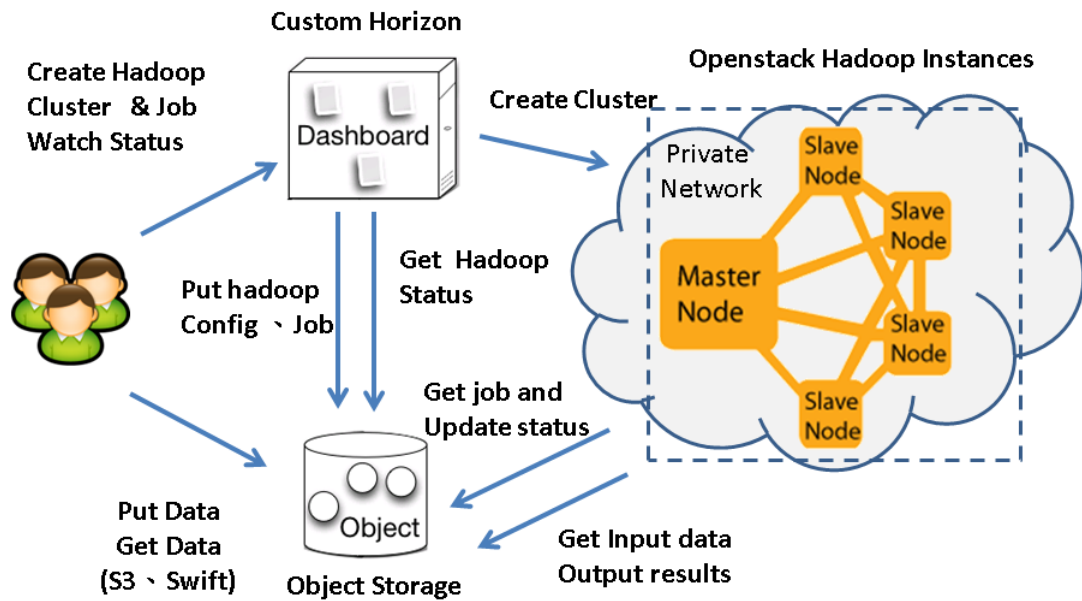 Custom Horizon
Create Hadoop
Cluster & Job
Watch Status
Dashboard
Create Cluster
Openstack Hadoop Instances
Private
Network
Slave
Node
Slave
Node
Master
Node
Slave
Node
Slave
Node
Put hadoop
Config、Job
Get Hadoop
Status
Get job and
Update status
Put Data
Get Data
(S3、Swift)
Object
Object Storage
Get Input data
Output results